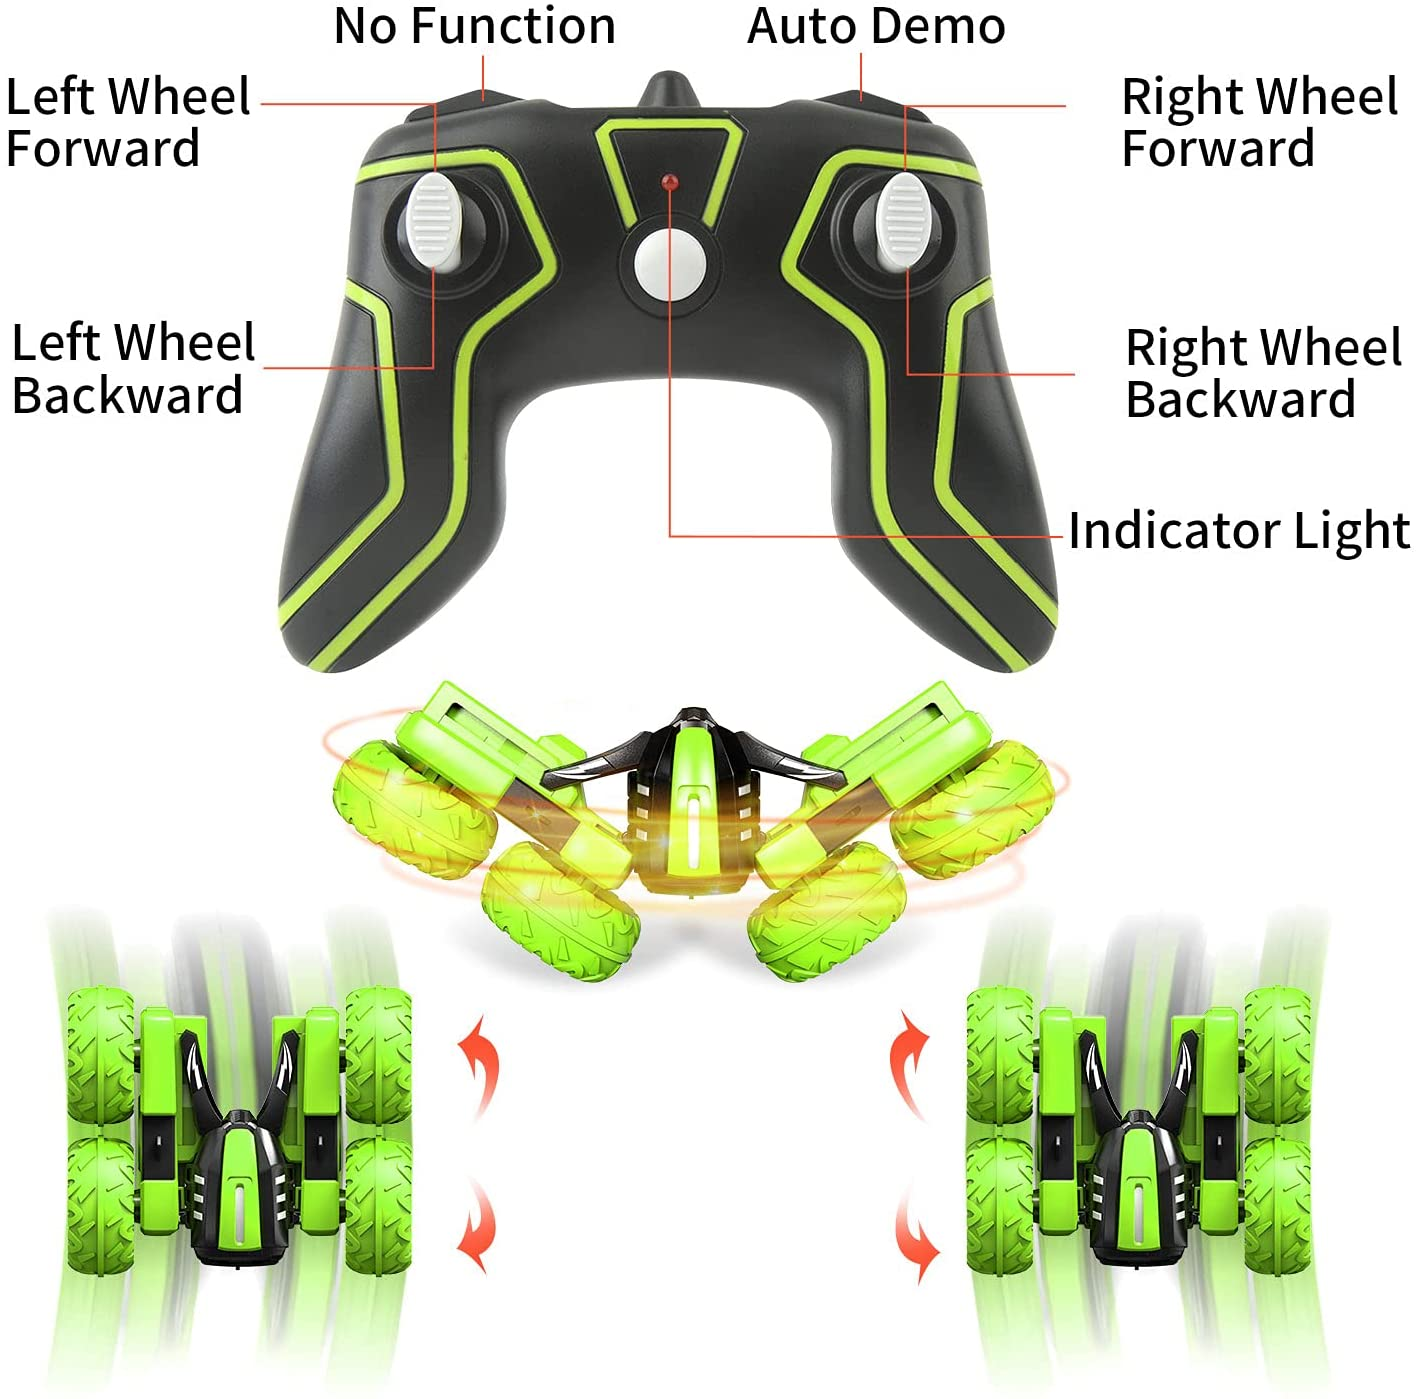 No Function
Auto Demo
Left Wheel
Forward
Right Wheel
Forward
Left Wheel
Backward
Right Wheel
Backward
Indicator Light